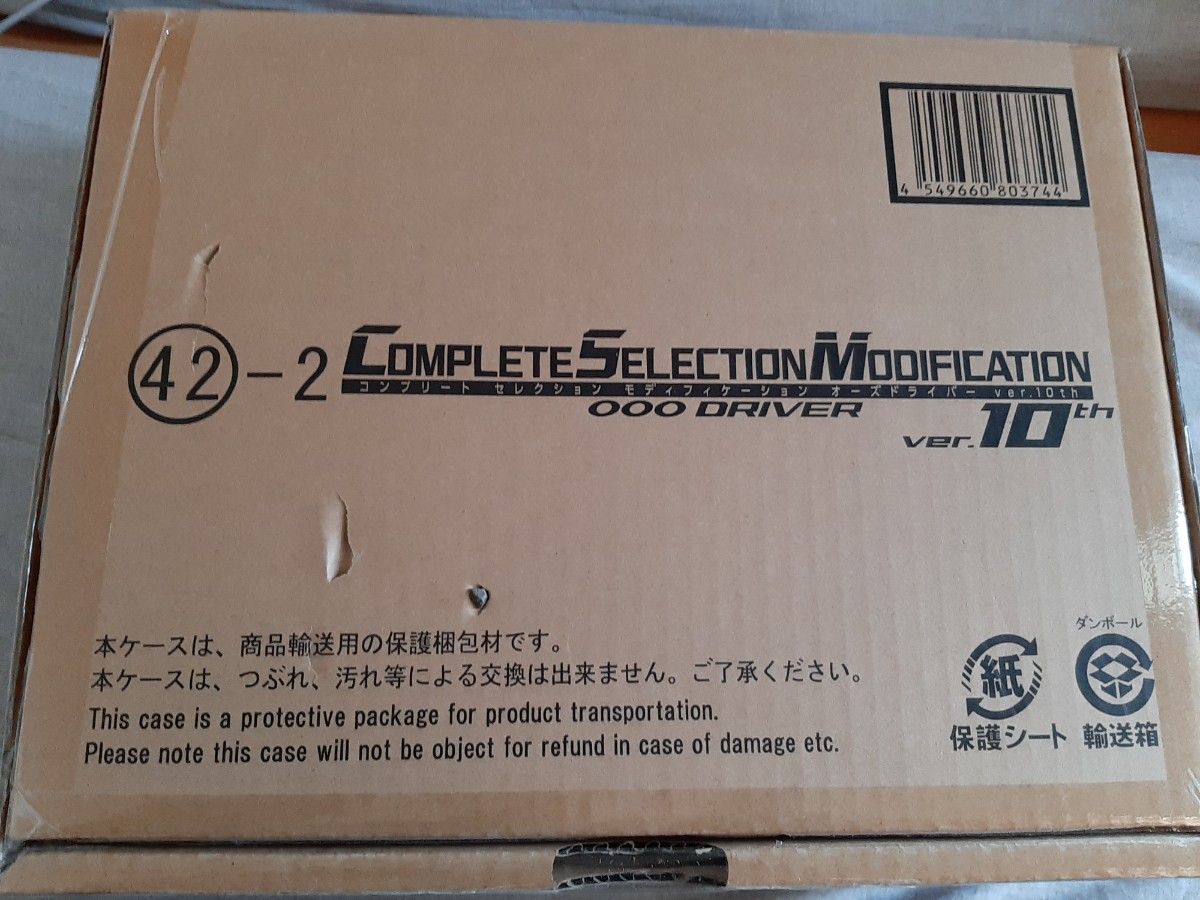 4 549660 803744
㊷-2 COMPLETE SELECTION MODIFICATION
コンプリート セレクション モディフィケーション オーズドライバー ver.10th
OOO DRIVER
ver.10th
本ケースは、商品輸送用の保護梱包材です。
本ケースは、つぶれ、汚れ等による交換は出来ません。ご了承ください。
This case is a protective package for product transportation.
Please note this case will not be object for refund in case of damage etc.
紙
保護シート
ダンボール
輸送箱